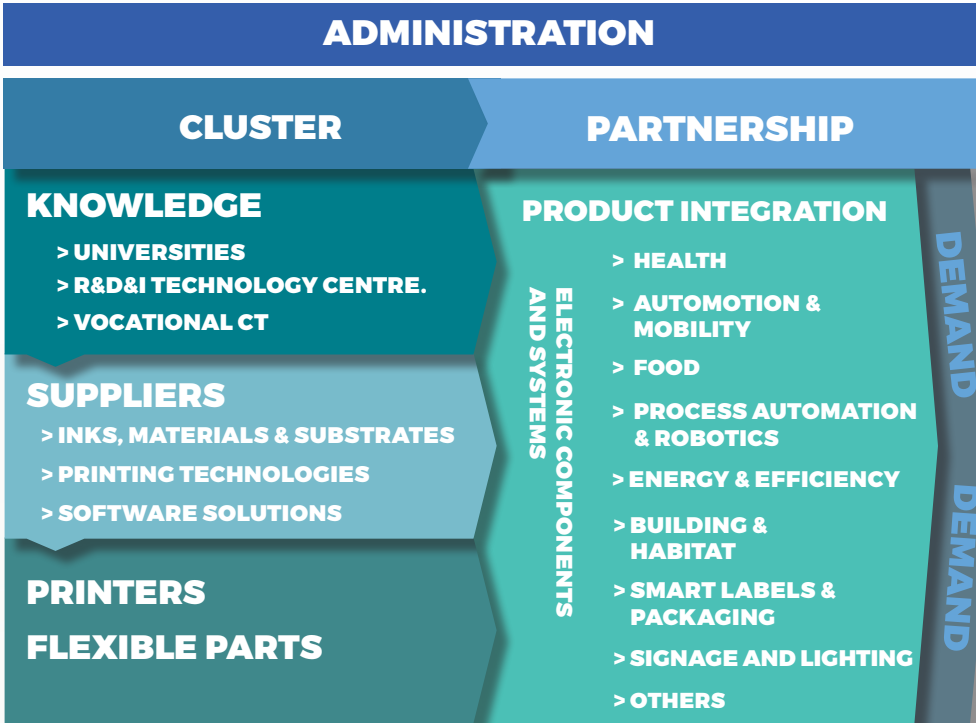 ADMINISTRATION
CLUSTER
PARTNERSHIP
KNOWLEDGE
> UNIVERSITIES
> R&D&I TECHNOLOGY CENTRE.
> VOCATIONAL CT
SUPPLIERS
> INKS, MATERIALS & SUBSTRATES
> PRINTING TECHNOLOGIES
> SOFTWARE SOLUTIONS
PRINTERS
FLEXIBLE PARTS
PRODUCT INTEGRATION
ELECTRONIC COMPONENTS
AND SYSTEMS
> HEALTH
> AUTOMOTION &
MOBILITY
> FOOD
> PROCESS AUTOMATION
& ROBOTICS
> ENERGY & EFFICIENCY
> BUILDING &
HABITAT
> SMART LABELS &
PACKAGING
> SIGNAGE AND LIGHTING
> OTHERS
DEMAND
DEMAND